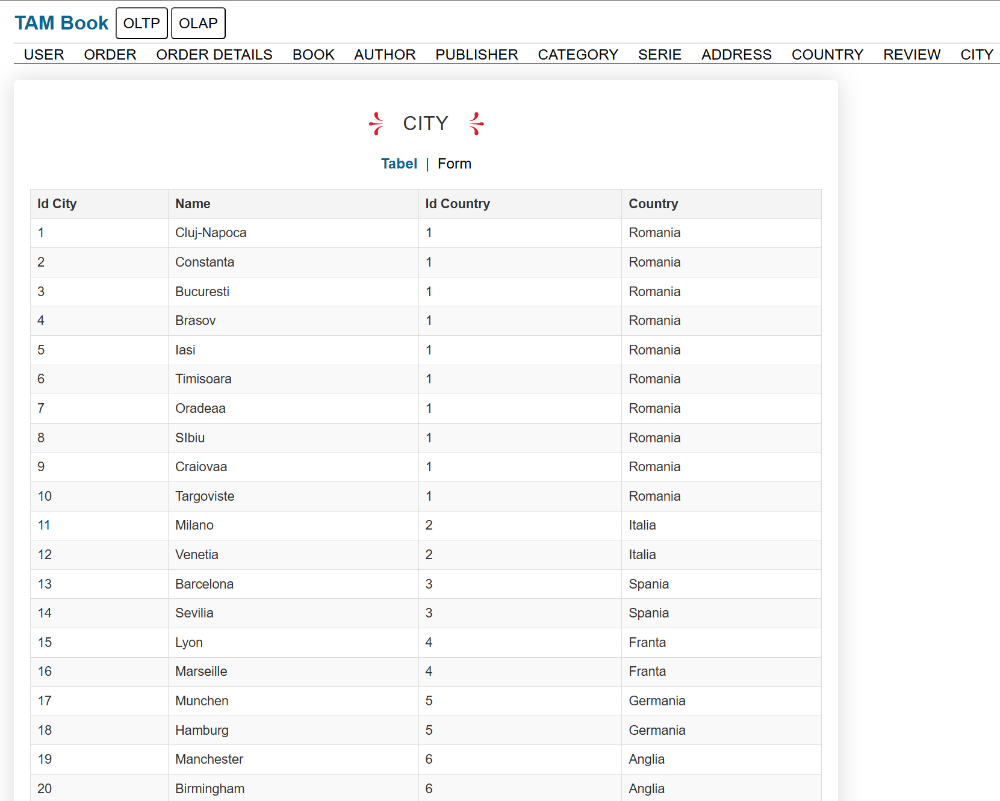 TAM Book OLTP OLAP
USER ORDER ORDER DETAILS BOOK AUTHOR PUBLISHER CATEGORY SERIE ADDRESS COUNTRY REVIEW CITY
CITY
Tabel | Form
Id City Name Id Country Country
1 Cluj-Napoca 1 Romania
2 Constanta 1 Romania
3 Bucuresti 1 Romania
4 Brasov 1 Romania
5 Iasi 1 Romania
6 Timisoara 1 Romania
7 Oradeaa 1 Romania
8 SIbiu 1 Romania
9 Craiovaa 1 Romania
10 Targoviste 1 Romania
11 Milano 2 Italia
12 Venetia 2 Italia
13 Barcelona 3 Spania
14 Sevilia 3 Spania
15 Lyon 4 Franta
16 Marseille 4 Franta
17 Munchen 5 Germania
18 Hamburg 5 Germania
19 Manchester 6 Anglia
20 Birmingham 6 Anglia